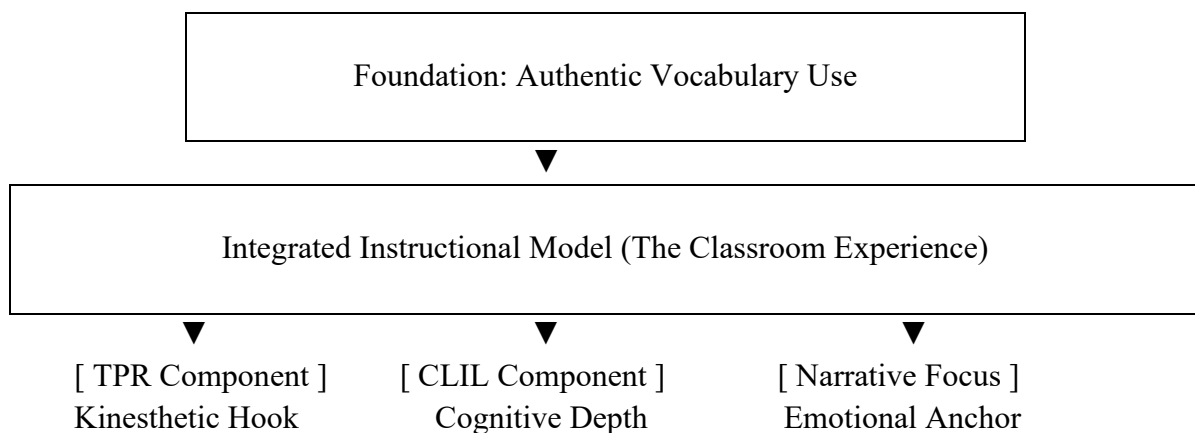 Foundation: Authentic Vocabulary Use
Integrated Instructional Model (The Classroom Experience)
[ TPR Component ] [ CLIL Component ] [ Narrative Focus ]
Kinesthetic Hook Cognitive Depth Emotional Anchor